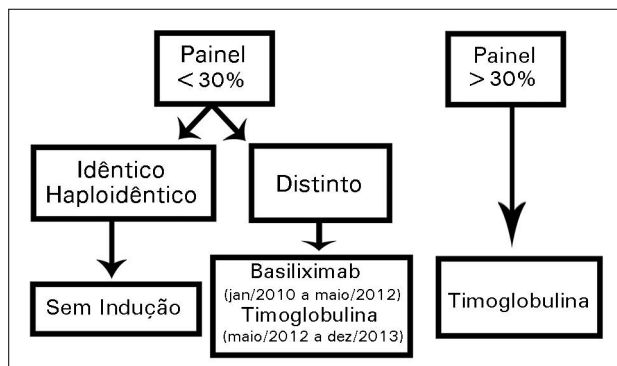 Painel
< 30%
Painel
> 30%
Idêntico
Haploidêntico
Distinto
Sem Indução
Basiliximab
(jan/2010 a maio/2012)
Timoglobulina
(maio/2012 a dez/2013)
Timoglobulina